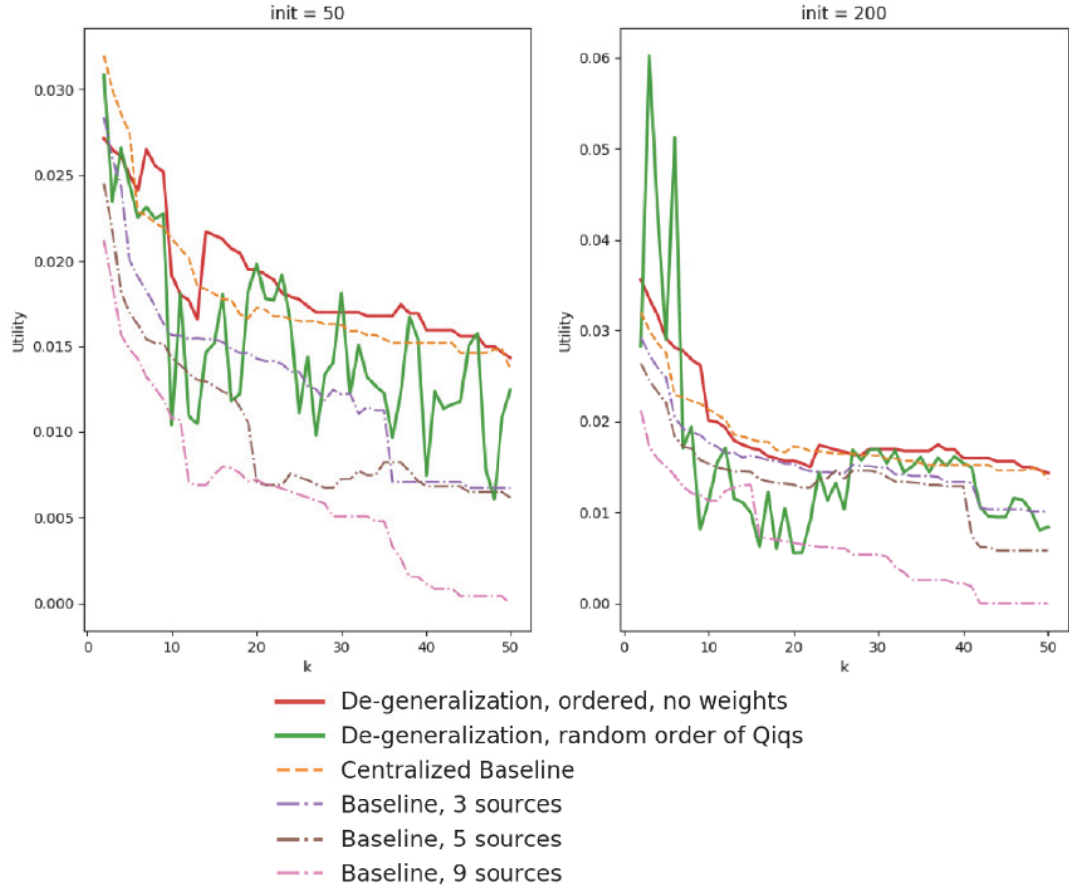 init = 50
init = 200
0.030
0.025
0.020
0.015
0.010
0.005
0.000
Utility
0 10 20 30 40 50
k
0.06
0.05
0.04
0.03
0.02
0.01
0.00
Utility
0 10 20 30 40 50
k
De-generalization, ordered, no weights
De-generalization, random order of Qiqs
Centralized Baseline
Baseline, 3 sources
Baseline, 5 sources
Baseline, 9 sources